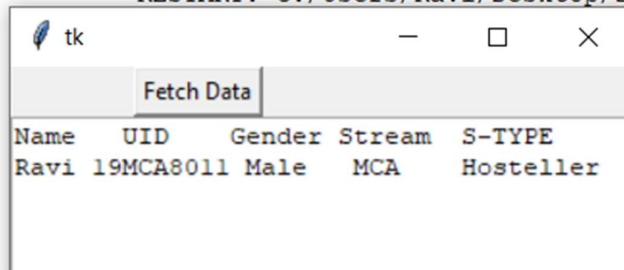 tk
Fetch Data
Name UID Gender Stream S-TYPE
Ravi 19MCA8011 Male MCA Hosteller